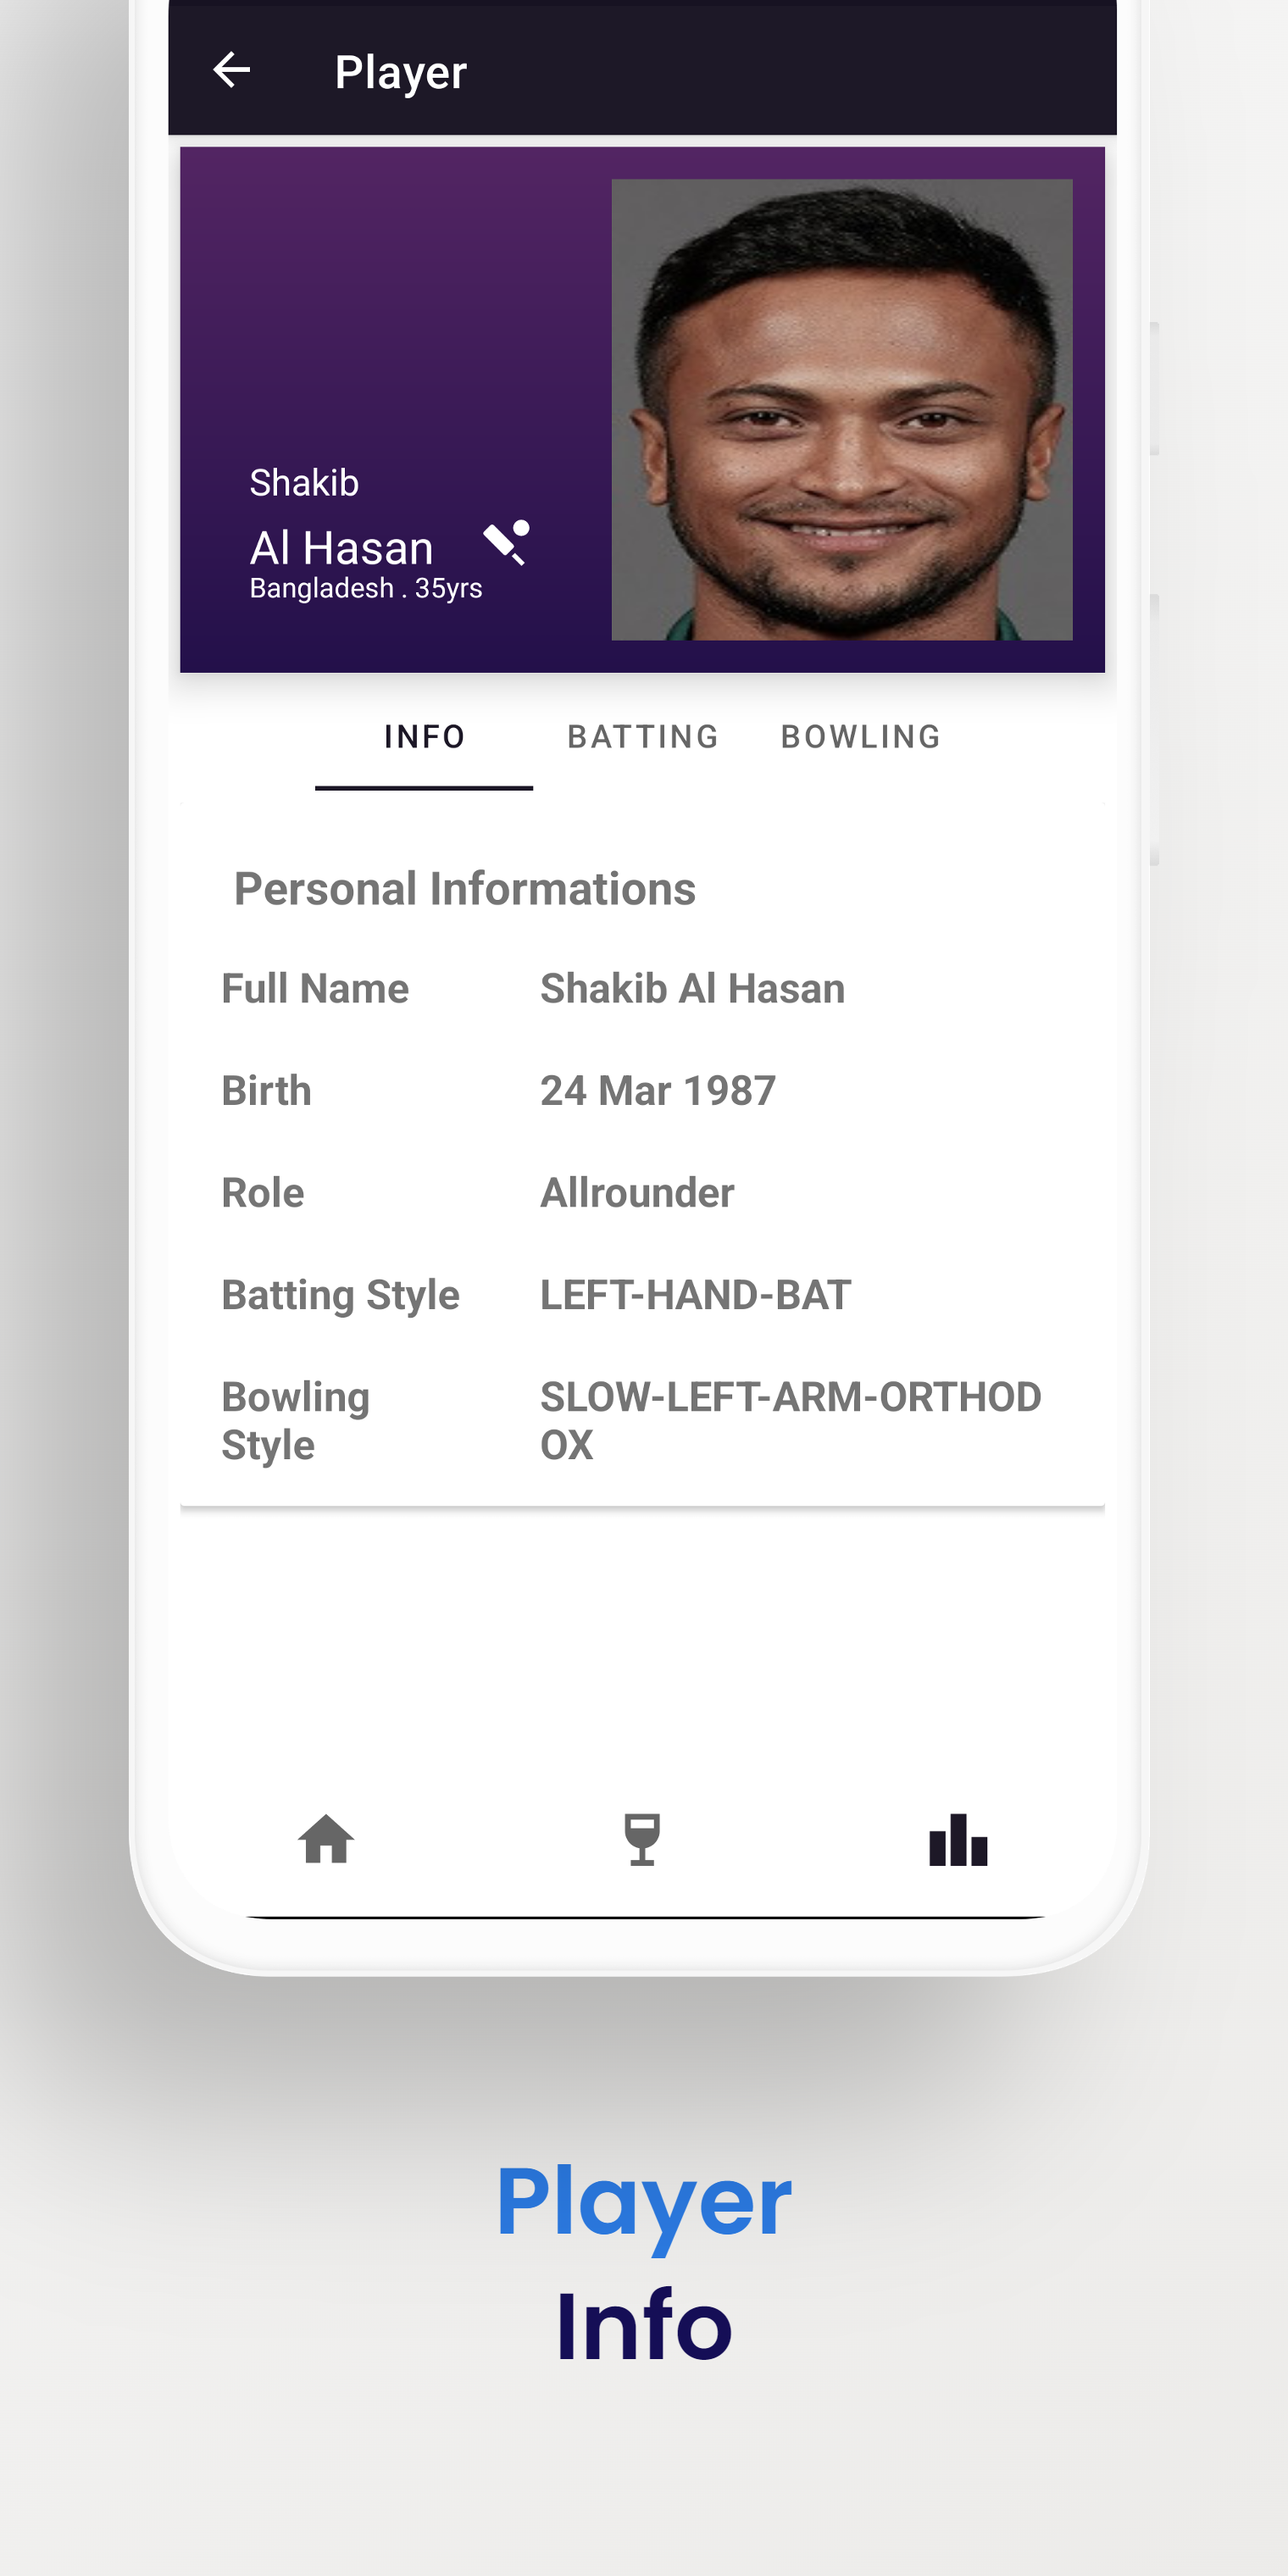 Player
Shakib
Al Hasan
Bangladesh . 35yrs
INFO BATTING BOWLING
Personal Informations
Full Name Shakib Al Hasan
Birth 24 Mar 1987
Role Allrounder
Batting Style LEFT-HAND-BAT
Bowling SLOW-LEFT-ARM-ORTHOD
Style OX
Player
Info